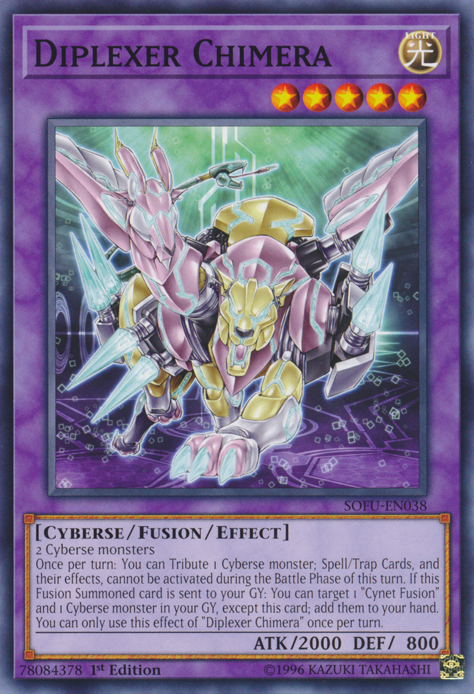 DIPLEXER CHIMERA
LIGHT
光
SOFU-EN038
[CYBERSE/FUSION/EFFECT]
2 Cyberse monsters
Once per turn: You can Tribute 1 Cyberse monster; Spell/Trap Cards, and
their effects, cannot be activated during the Battle Phase of this turn. If this
Fusion Summoned card is sent to your GY: You can target 1 "Cynet Fusion"
and 1 Cyberse monster in your GY, except this card; add them to your hand.
You can only use this effect of "Diplexer Chimera" once per turn.
ATK/2000 DEF/ 800
78084378 1st Edition ©1996 KAZUKI TAKAHASHI